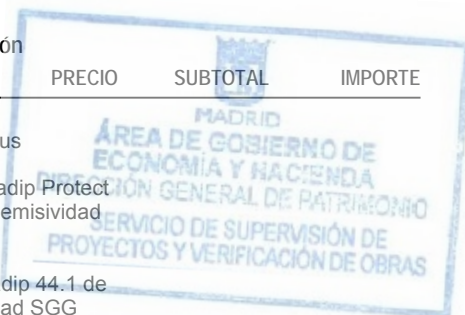 ón
PRECIO SUBTOTAL IMPORTE
MADRID
us
ÁREA DE GOBIERNO DE
ECONOMÍA Y HACIENDA
adip Protect
DIRECCIÓN GENERAL DE PATRIMONIO
emisividad
SERVICIO DE SUPERVISIÓN DE
PROYECTOS Y VERIFICACIÓN DE OBRAS
dip 44.1 de
ad SGG